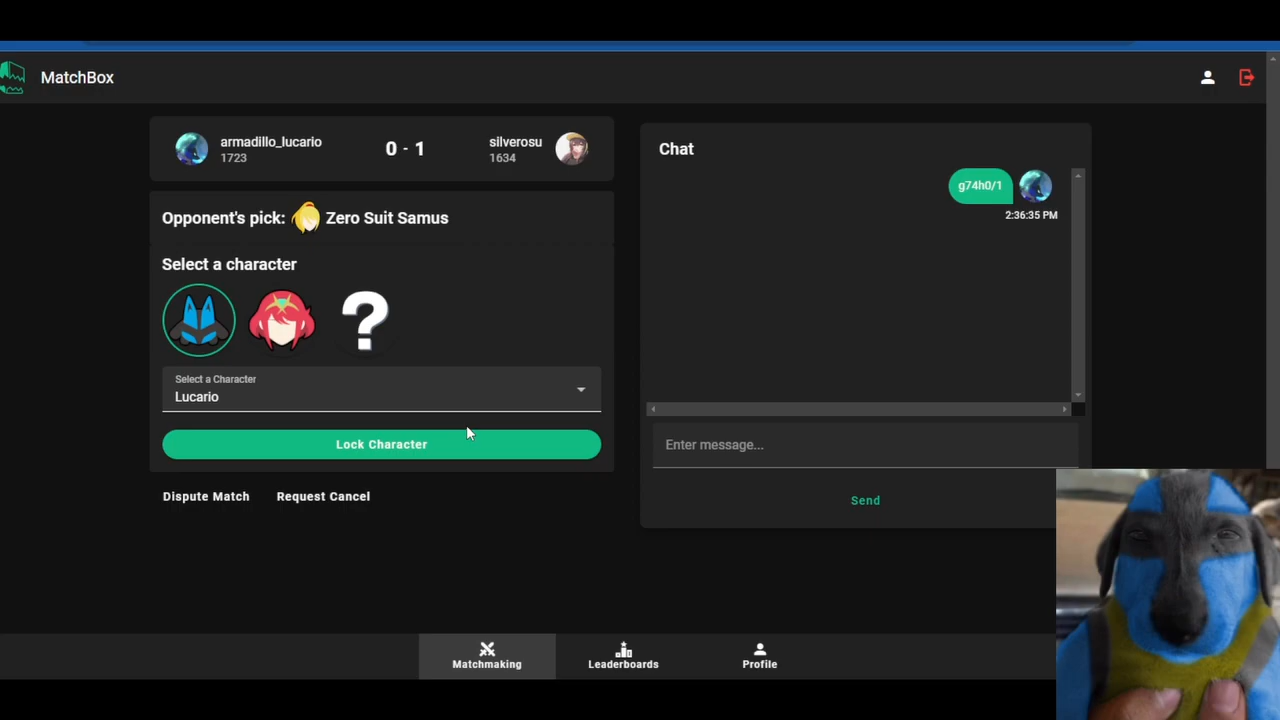 MatchBox
armadillo_lucario
1723
0 - 1
silverosu
1634
Opponent's pick: Zero Suit Samus
Select a character
?
Select a Character
Lucario
Lock Character
Dispute Match Request Cancel
Chat
g74h0/1
2:36:35 PM
Enter message...
Send
Matchmaking Leaderboards Profile